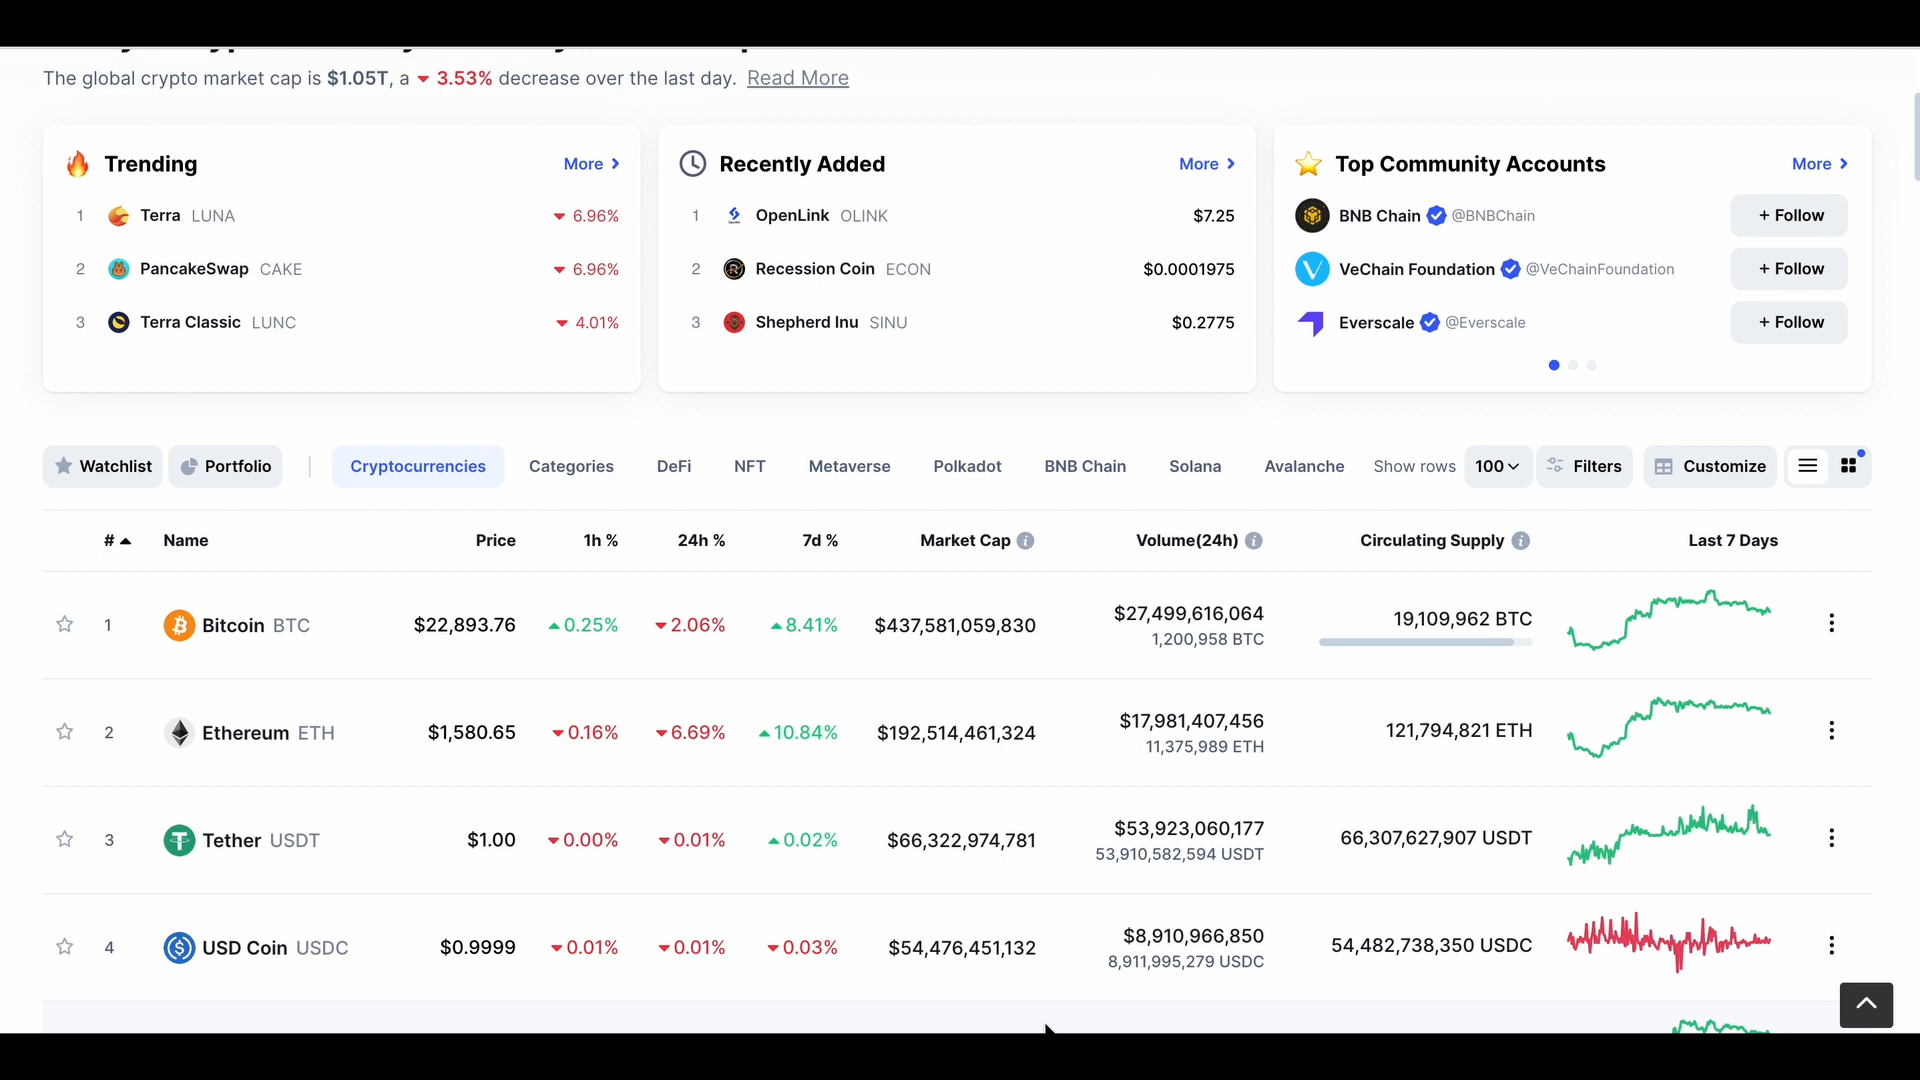 The global crypto market cap is $1.05T, a 3.53% decrease over the last day. Read More
Trending More
1 Terra LUNA 6.96%
2 PancakeSwap CAKE 6.96%
3 Terra Classic LUNC 4.01%
Recently Added More
1 OpenLink OLINK $7.25
2 Recession Coin ECON $0.0001975
3 Shepherd Inu SINU $0.2775
Top Community Accounts More
BNB Chain @BNBChain + Follow
VeChain Foundation @VeChainFoundation + Follow
Everscale @Everscale + Follow
Watchlist Portfolio Cryptocurrencies Categories DeFi NFT Metaverse Polkadot BNB Chain Solana Avalanche Show rows 100 Filters Customize
# Name Price 1h % 24h % 7d % Market Cap Volume(24h) Circulating Supply Last 7 Days
1 Bitcoin BTC $22,893.76 0.25% 2.06% 8.41% $437,581,059,830 $27,499,616,064 19,109,962 BTC
1,200,958 BTC
2 Ethereum ETH $1,580.65 0.16% 6.69% 10.84% $192,514,461,324 $17,981,407,456 121,794,821 ETH
11,375,989 ETH
3 Tether USDT $1.00 0.00% 0.01% 0.02% $66,322,974,781 $53,923,060,177 66,307,627,907 USDT
53,910,582,594 USDT
4 USD Coin USDC $0.9999 0.01% 0.01% 0.03% $54,476,451,132 $8,910,966,850 54,482,738,350 USDC
8,911,995,279 USDC